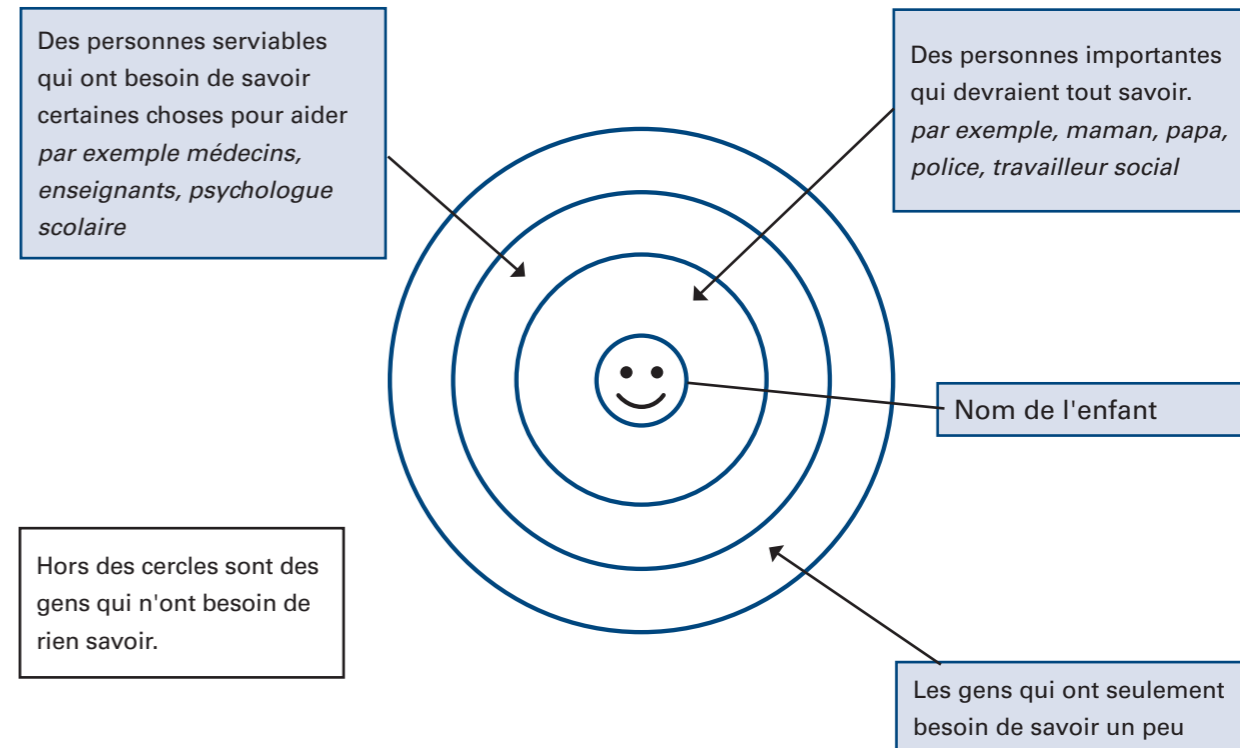 Des personnes serviables
qui ont besoin de savoir
certaines choses pour aider
par exemple médecins,
enseignants, psychologue
scolaire
Des personnes importantes
qui devraient tout savoir.
par exemple, maman, papa,
police, travailleur social
Nom de l'enfant
Hors des cercles sont des
gens qui n'ont besoin de
rien savoir.
Les gens qui ont seulement
besoin de savoir un peu